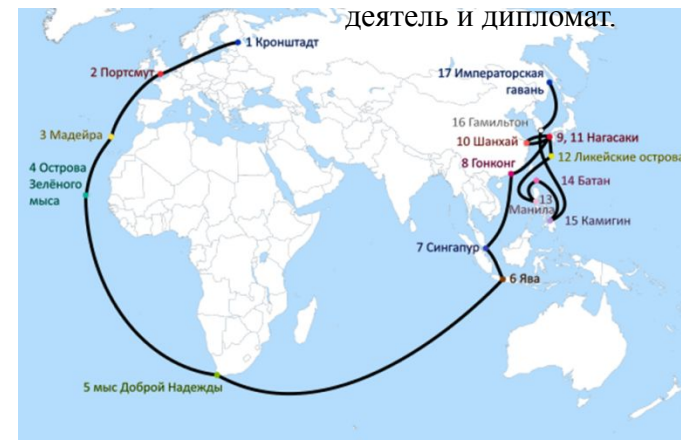 деятель и дипломат.
1 Кронштадт
2 Портсмут
17 Императорская
гавань
3 Мадейра
16 Гамильтон
10 Шанхай
9, 11 Нагасаки
12 Ликейские острова
4 Острова
Зелёного
мыса
8 Гонконг
14 Батан
13
Манила
15 Камигин
7 Сингапур
6 Ява
5 мыс Доброй Надежды